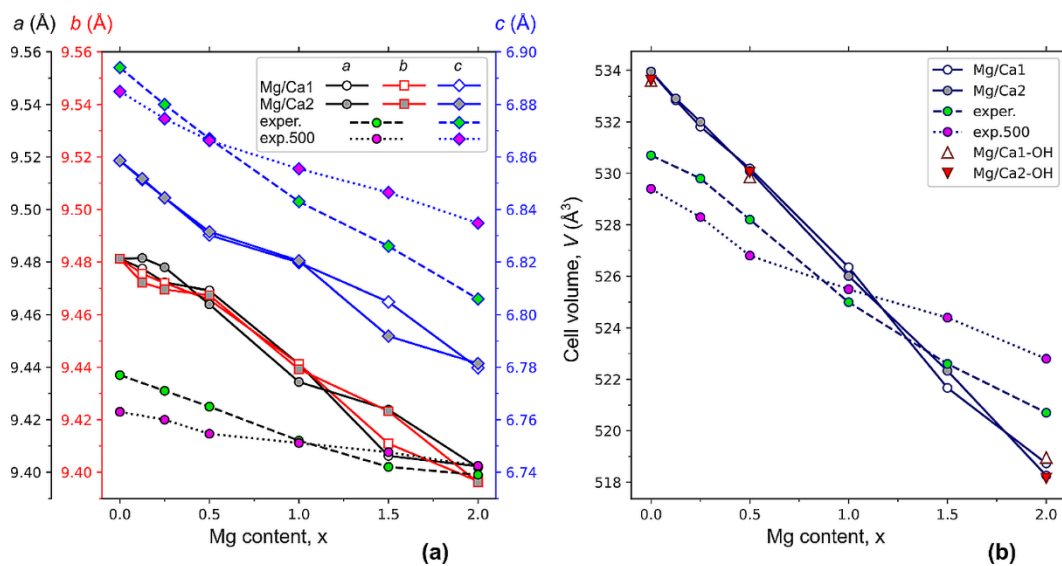 a (Å) b (Å) c (Å)
9.56 9.56 6.90
9.54 9.54 6.88
9.52 9.52 6.86
9.50 9.50 6.84
9.48 9.48 6.82
9.46 9.46 6.80
9.44 9.44 6.78
9.42 9.42 6.76
9.40 9.40 6.74
a b c
Mg/Ca1
Mg/Ca2
exper.
exp.500
0.0 0.5 1.0 1.5 2.0
Mg content, x
(a)
Cell volume, V (Å³)
534
532
530
528
526
524
522
520
518
Mg/Ca1
Mg/Ca2
exper.
exp.500
Mg/Ca1-OH
Mg/Ca2-OH
0.0 0.5 1.0 1.5 2.0
Mg content, x
(b)